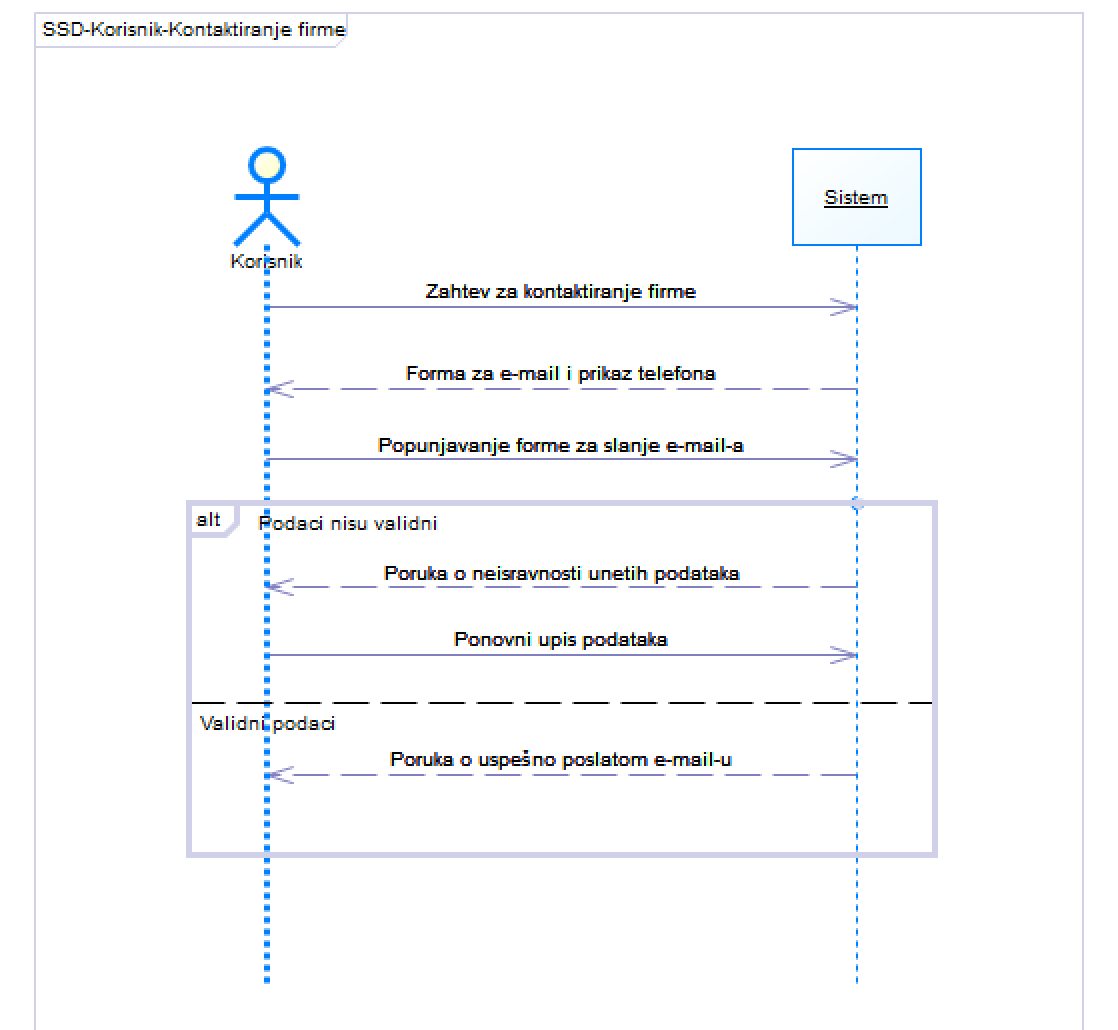 SSD-Korisnik-Kontaktiranje firme
Sistem
Korisnik
Zahtev za kontaktiranje firme
Forma za e-mail i prikaz telefona
Popunjavanje forme za slanje e-mail-a
alt
Podaci nisu validni
Poruka o neisravnosti unetih podataka
Ponovni upis podataka
Validni podaci
Poruka o uspešno poslatom e-mail-u